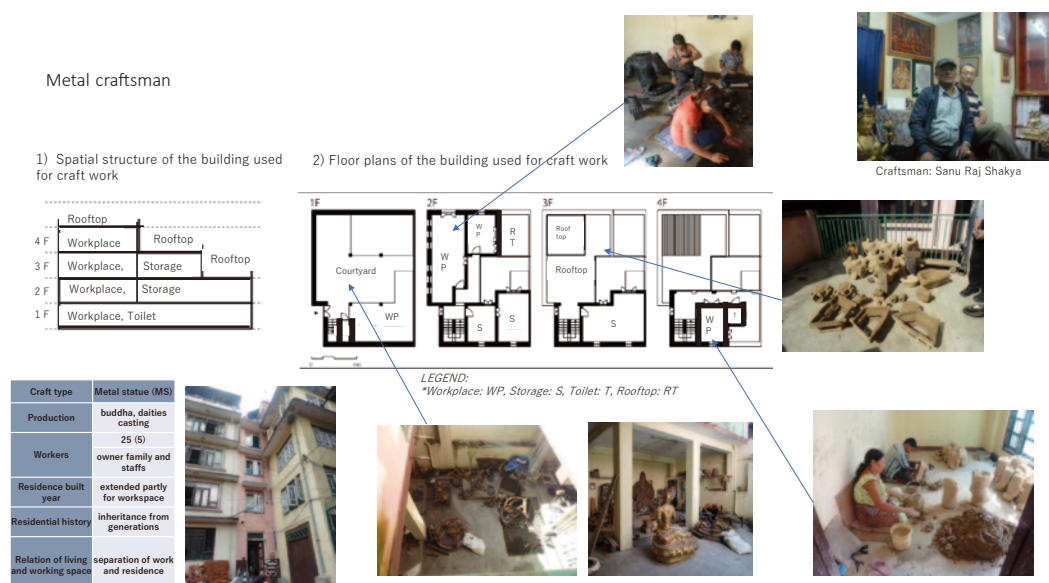 Metal craftsman
Craftsman: Sanu Raj Shakya
1) Spatial structure of the building used
for craft work
2) Floor plans of the building used for craft work
Rooftop
4 F Workplace Rooftop
3 F Workplace, Storage Rooftop
2 F Workplace, Storage
1 F Workplace, Toilet
1F
Courtyard
WP
2F
W
P
W
P
R
T
S
S
3F
Roof
top
Rooftop
S
4F
W
P
T
LEGEND:
*Workplace: WP, Storage: S, Toilet: T, Rooftop: RT
Craft type Metal statue (MS)
Production buddha, daities
casting
Workers 25 (5)
owner family and
staffs
Residence built
year extended partly
for workspace
Residential history inheritance from
generations
Relation of living
and working space separation of work
and residence